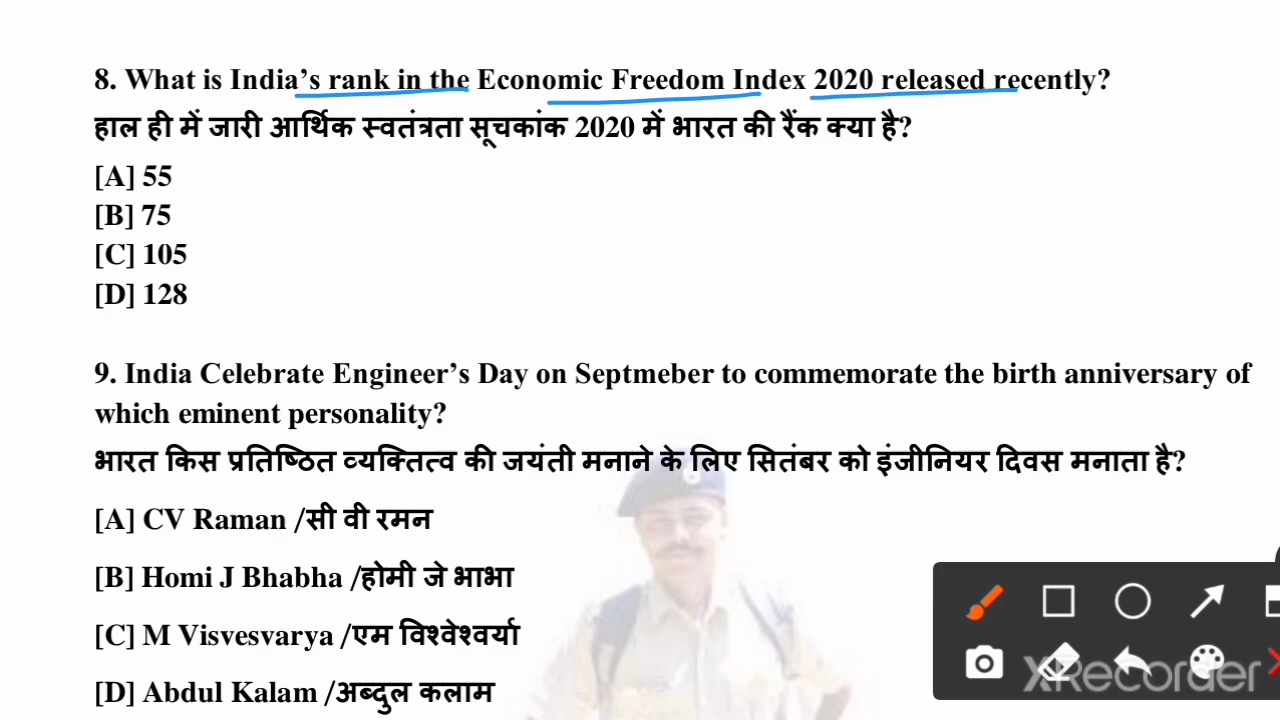 8. What is India’s rank in the Economic Freedom Index 2020 released recently?
हाल ही में जारी आर्थिक स्वतंत्रता सूचकांक 2020 में भारत की रैंक क्या है?
[A] 55
[B] 75
[C] 105
[D] 128
9. India Celebrate Engineer’s Day on Septmeber to commemorate the birth anniversary of
which eminent personality?
भारत किस प्रतिष्ठित व्यक्तित्व की जयंती मनाने के लिए सितंबर को इंजीनियर दिवस मनाता है?
[A] CV Raman /सी वी रमन
[B] Homi J Bhabha /होमी जे भाभा
[C] M Visvesvarya /एम विश्वेश्वर्या
[D] Abdul Kalam /अब्दुल कलाम
XRecorder